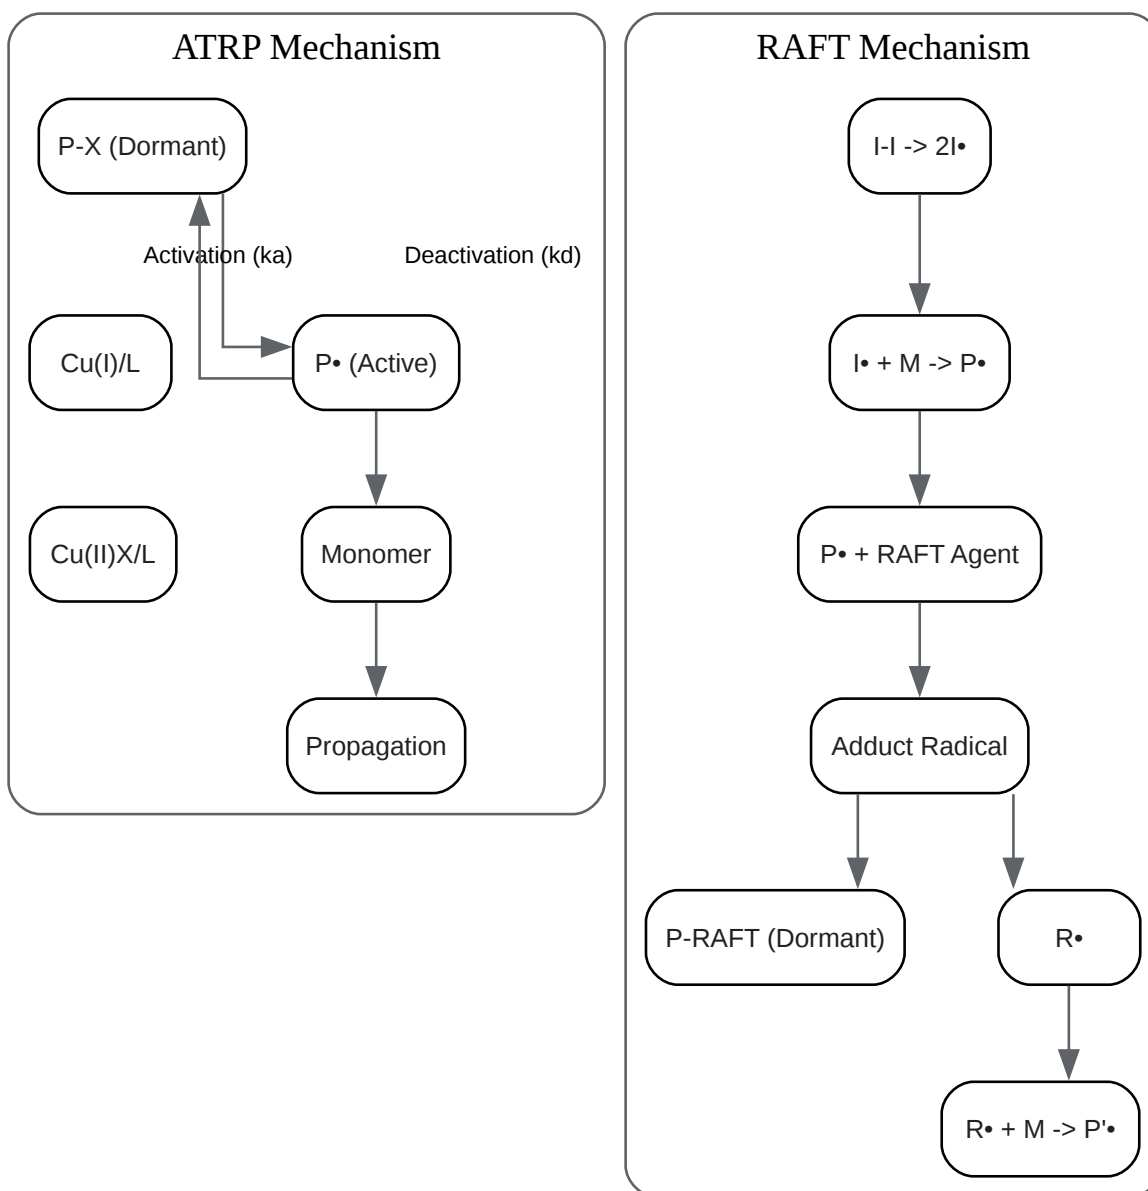 ATRP Mechanism
P-X (Dormant)
Activation (ka)
Deactivation (kd)
Cu(I)/L
P• (Active)
Cu(II)X/L
Monomer
Propagation
RAFT Mechanism
I-I -> 2I•
I• + M -> P•
P• + RAFT Agent
Adduct Radical
P-RAFT (Dormant)
R•
R• + M -> P'•